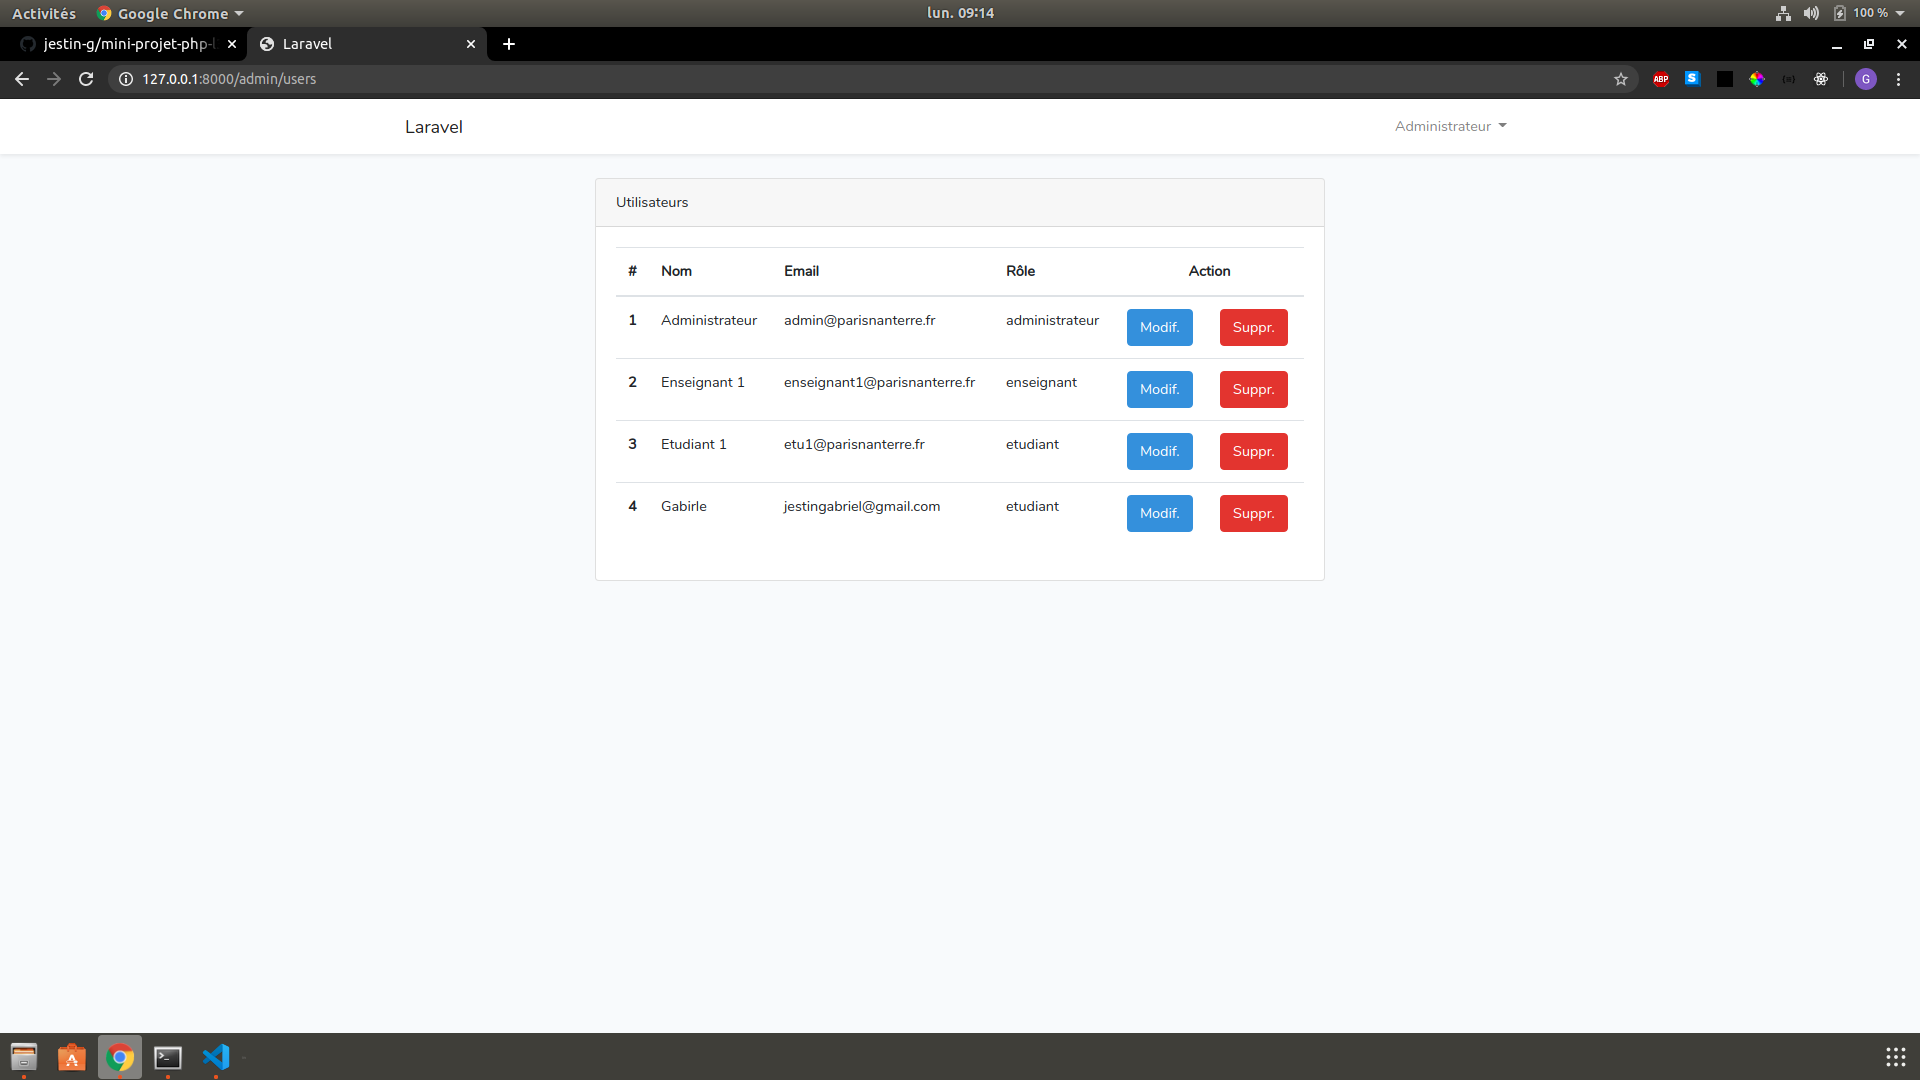 Activités Google Chrome lun. 09:14 100 %
jestin-g/mini-projet-php-l Laravel
127.0.0.1:8000/admin/users ABP S G
Laravel Administrateur
Utilisateurs
# Nom Email Rôle Action
1 Administrateur admin@parisnanterre.fr administrateur Modif. Suppr.
2 Enseignant 1 enseignant1@parisnanterre.fr enseignant Modif. Suppr.
3 Etudiant 1 etu1@parisnanterre.fr etudiant Modif. Suppr.
4 Gabirle jestingabriel@gmail.com etudiant Modif. Suppr.